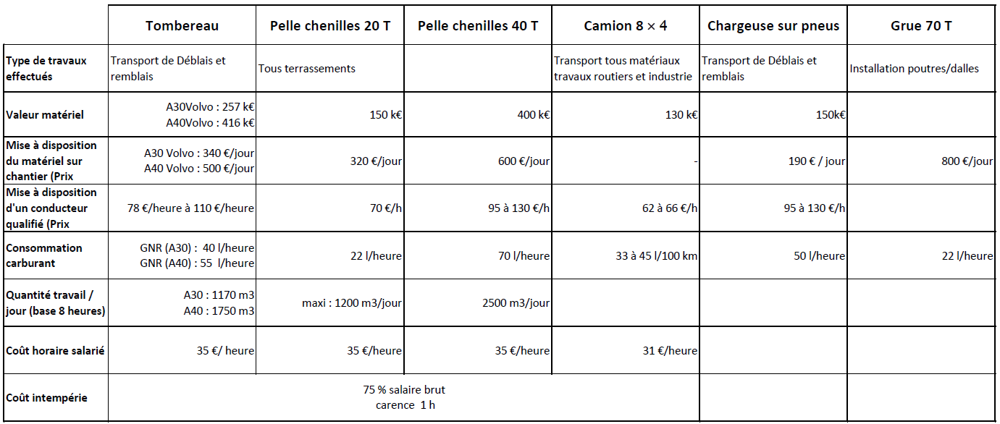 Tombereau
Pelle chenilles 20 T
Pelle chenilles 40 T
Camion 8 × 4
Chargeuse sur pneus
Grue 70 T
Type de travaux
effectués
Transport de Déblais et
remblais
Tous terrassements
Transport tous matériaux
travaux routiers et industrie
Transport de Déblais et
remblais
Installation poutres/dalles
Valeur matériel
A30Volvo : 257 k€
A40Volvo : 416 k€
150 k€
400 k€
130 k€
150k€
Mise à disposition
du matériel sur
chantier (Prix
A30 Volvo : 340 €/jour
A40 Volvo : 500 €/jour
320 €/jour
600 €/jour
-
190 € / jour
800 €/jour
Mise à disposition
d'un conducteur
qualifié (Prix
78 €/heure à 110 €/heure
70 €/h
95 à 130 €/h
62 à 66 €/h
95 à 130 €/h
Consommation
carburant
GNR (A30) : 40 l/heure
GNR (A40) : 55 l/heure
22 l/heure
70 l/heure
33 à 45 l/100 km
50 l/heure
22 l/heure
Quantité travail /
jour (base 8 heures)
A30 : 1170 m3
A40 : 1750 m3
maxi : 1200 m3/jour
2500 m3/jour
Coût horaire salarié
35 €/ heure
35 €/heure
35 €/heure
31 €/heure
Coût intempérie
75 % salaire brut
carence 1 h